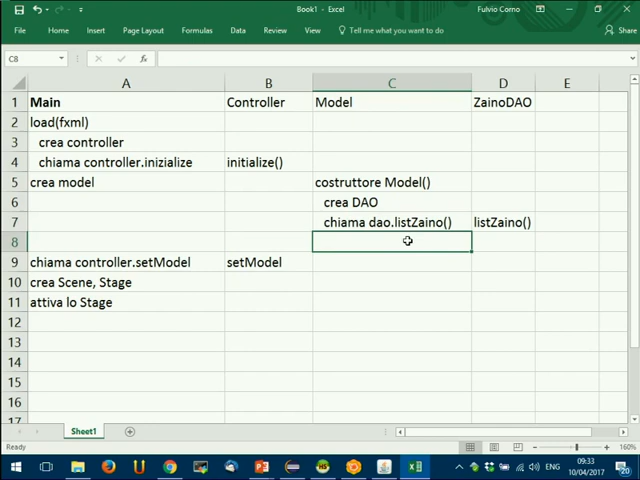 Book1 - Excel
Fulvio Corno
File Home Insert Page Layout Formulas Data Review View Tell me what you want to do Share
C8 fx
A B C D E
1 Main Controller Model ZainoDAO
2 load(fxml)
3 crea controller
4 chiama controller.inizialize initialize()
5 crea model costruttore Model()
6 crea DAO
7 chiama dao.listZaino() listZaino()
8
9 chiama controller.setModel setModel
10 crea Scene, Stage
11 attiva lo Stage
12
13
14
15
16
17
Sheet1
Ready 160%
09:33
10/04/2017
20